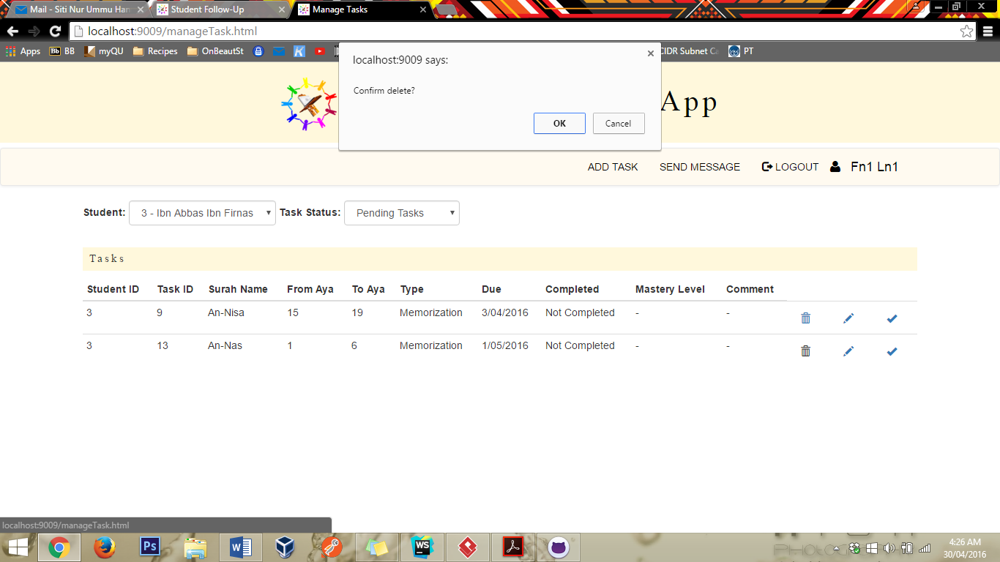 Mail - Siti Nur Ummu Ham
Student Follow-Up
Manage Tasks
localhost:9009/manageTask.html
Apps
Bb BB
myQU
Recipes
OnBeautSt
CIDR Subnet Ca
PT
localhost:9009 says:
Confirm delete?
OK
Cancel
App
ADD TASK
SEND MESSAGE
LOGOUT
Fn1 Ln1
Student: 3 - Ibn Abbas Ibn Firnas Task Status: Pending Tasks
Tasks
Student ID Task ID Surah Name From Aya To Aya Type Due Completed Mastery Level Comment
3 9 An-Nisa 15 19 Memorization 3/04/2016 Not Completed - -
3 13 An-Nas 1 6 Memorization 1/05/2016 Not Completed - -
localhost:9009/manageTask.html
Ps
WS
4:26 AM
30/04/2016